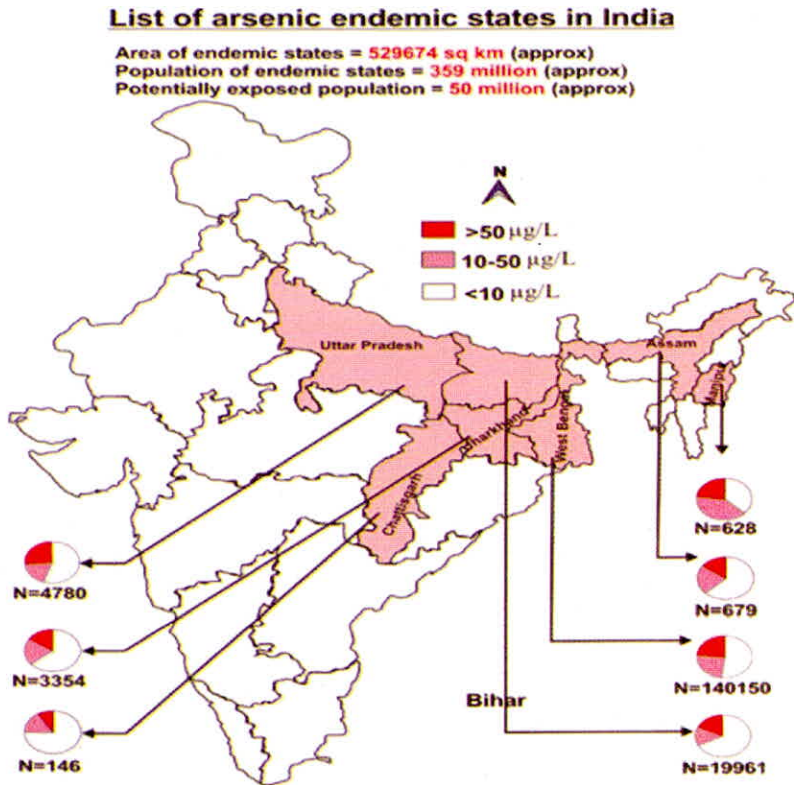 List of arsenic endemic states in India
Area of endemic states = 529674 sq km (approx)
Population of endemic states = 359 million (approx)
Potentially exposed population = 50 million (approx)
N
>50 µg/L
10-50 µg/L
<10 µg/L
Uttar Pradesh
Assam
Manipur
Jharkhand
West Bengal
Chattisgarh
N=628
N=4780
N=679
N=3354
N=140150
Bihar
N=146
N=19961